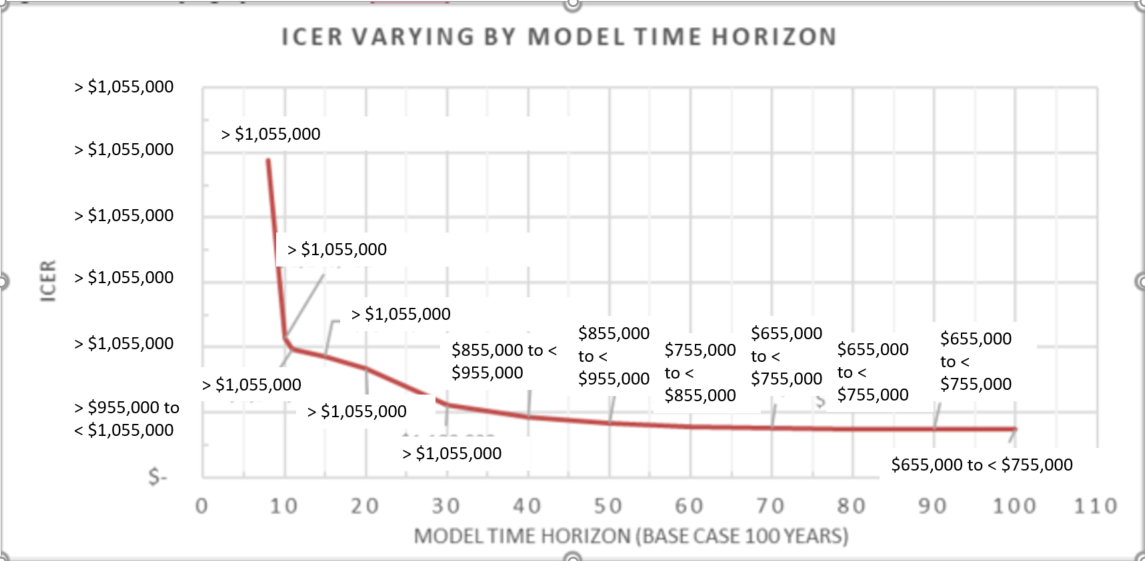 ICER VARYING BY MODEL TIME HORIZON
> $1,055,000
> $1,055,000
> $1,055,000
> $1,055,000
> $1,055,000
> $955,000 to
< $1,055,000
$-
ICER
> $1,055,000
> $1,055,000
> $1,055,000
> $1,055,000
> $1,055,000
> $1,055,000
$855,000 to <
$955,000
$855,000
to <
$955,000
$755,000
to <
$855,000
$655,000
to <
$755,000
$
$655,000
to <
$755,000
$655,000
to <
$755,000
$655,000 to < $755,000
0 10 20 30 40 50 60 70 80 90 100 110
MODEL TIME HORIZON (BASE CASE 100 YEARS)